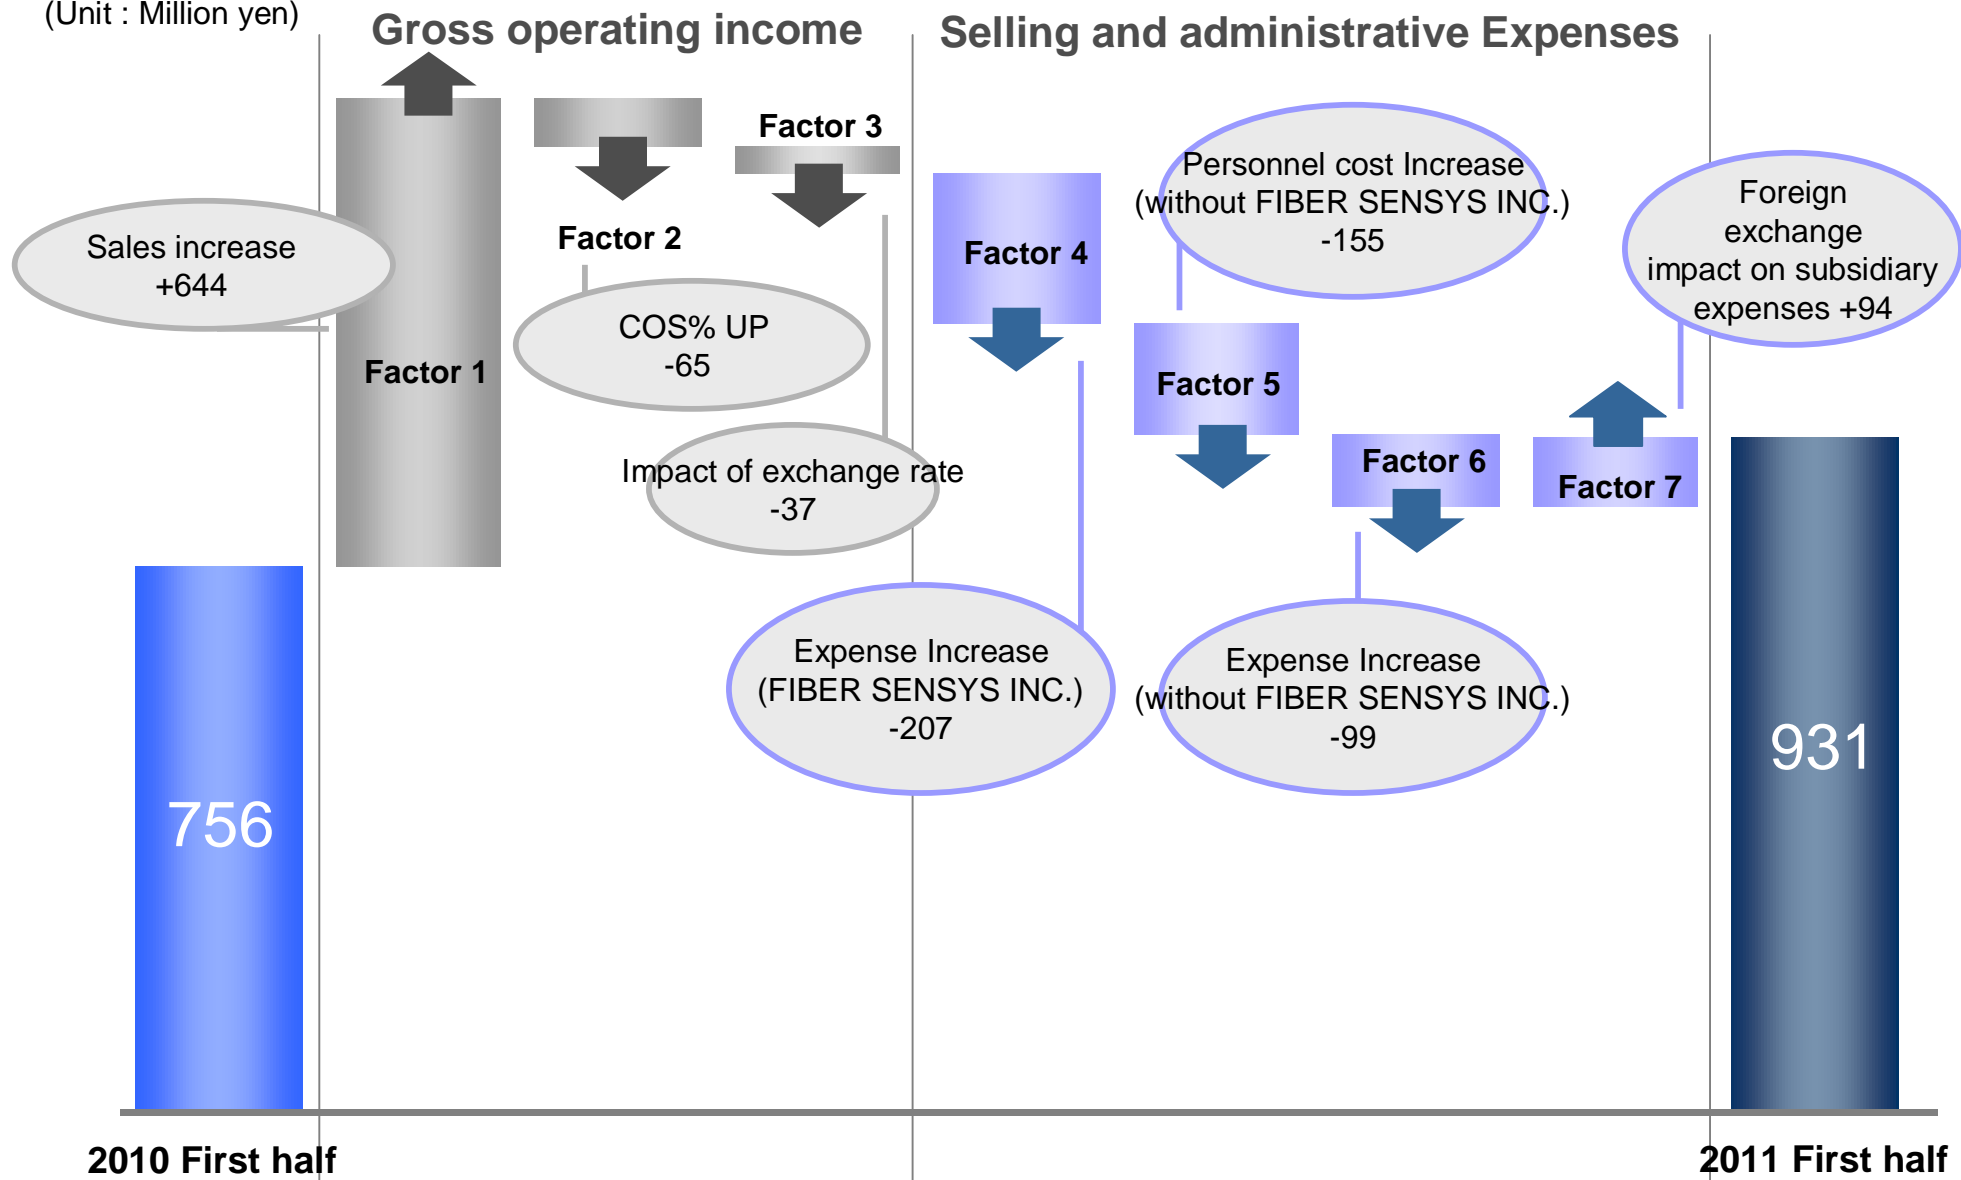 (Unit : Million yen)
Gross operating income
Selling and administrative Expenses
Sales increase
+644
Factor 1
Factor 2
COS% UP
-65
Factor 3
Impact of exchange rate
-37
Factor 4
Expense Increase
(FIBER SENSYS INC.)
-207
Personnel cost Increase
(without FIBER SENSYS INC.)
-155
Factor 5
Factor 6
Expense Increase
(without FIBER SENSYS INC.)
-99
Foreign
exchange
impact on subsidiary
expenses +94
Factor 7
756
931
2010 First half
2011 First half